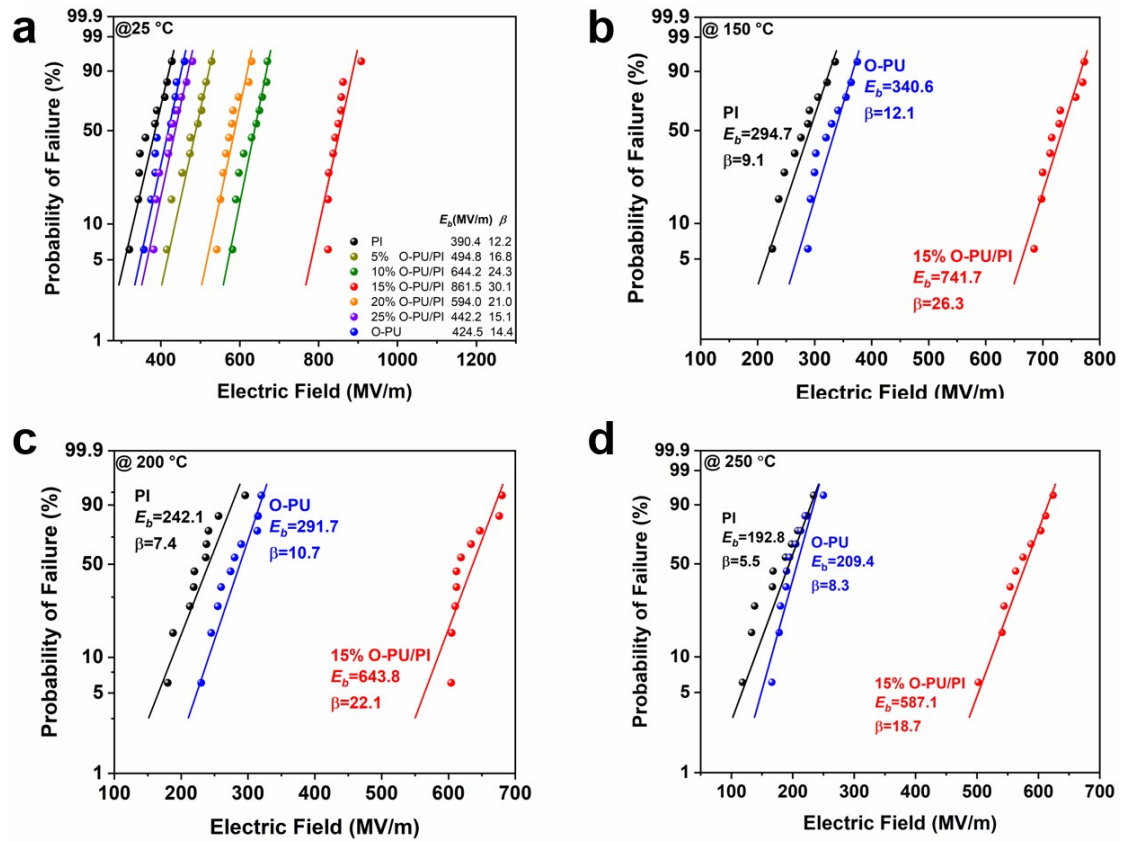 a
@25 °C
99.9
99
90
50
10
5
1
Probability of Failure (%)
400 600 800 1000 1200
Electric Field (MV/m)
Eb(MV/m) β
PI 390.4 12.2
5% O-PU/PI 494.8 16.8
10% O-PU/PI 644.2 24.3
15% O-PU/PI 861.5 30.1
20% O-PU/PI 594.0 21.0
25% O-PU/PI 442.2 15.1
O-PU 424.5 14.4
b
@ 150 °C
99.9
99
90
50
10
5
1
Probability of Failure (%)
100 200 300 400 500 600 700 800
Electric Field (MV/m)
PI
Eb=294.7
β=9.1
O-PU
Eb=340.6
β=12.1
15% O-PU/PI
Eb=741.7
β=26.3
c
@ 200 °C
99.9
90
50
10
5
1
Probability of Failure (%)
100 200 300 400 500 600 700
Electric Field (MV/m)
PI
Eb=242.1
β=7.4
O-PU
Eb=291.7
β=10.7
15% O-PU/PI
Eb=643.8
β=22.1
d
@ 250 °C
99.9
99
90
50
10
5
1
Probability of Failure (%)
100 200 300 400 500 600 700
Electric Field (MV/m)
PI
Eb=192.8
β=5.5
O-PU
Eb=209.4
β=8.3
15% O-PU/PI
Eb=587.1
β=18.7